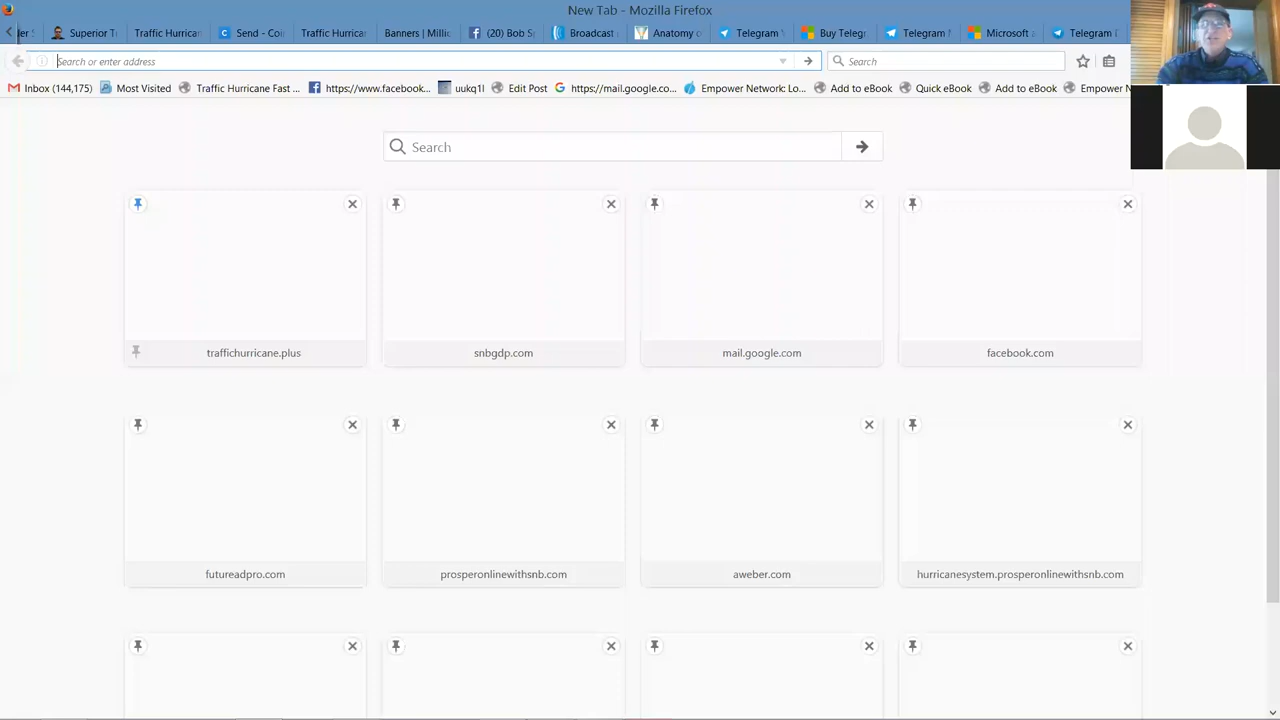 New Tab - Mozilla Firefox
Superior T
Traffic Hurrican
Send - Co
Traffic Hurricar
Banners | Milli
(20) Bob S
Broadcast
Anatomy o
Telegram
Buy Teleg
Telegram
Microsoft
Telegram
Search or enter address
Search
Inbox (144,175)
Most Visited
Traffic Hurricane Fast ...
https://www.facebook...
uukq1l
Edit Post
https://mail.google.co...
Empower Network: Lo...
Add to eBook
Quick eBook
Add to eBook
Empower N
Search
traffichurricane.plus
snbgdp.com
mail.google.com
facebook.com
futureadpro.com
prosperonlinewithsnb.com
aweber.com
hurricanesystem.prosperonlinewithsnb.com